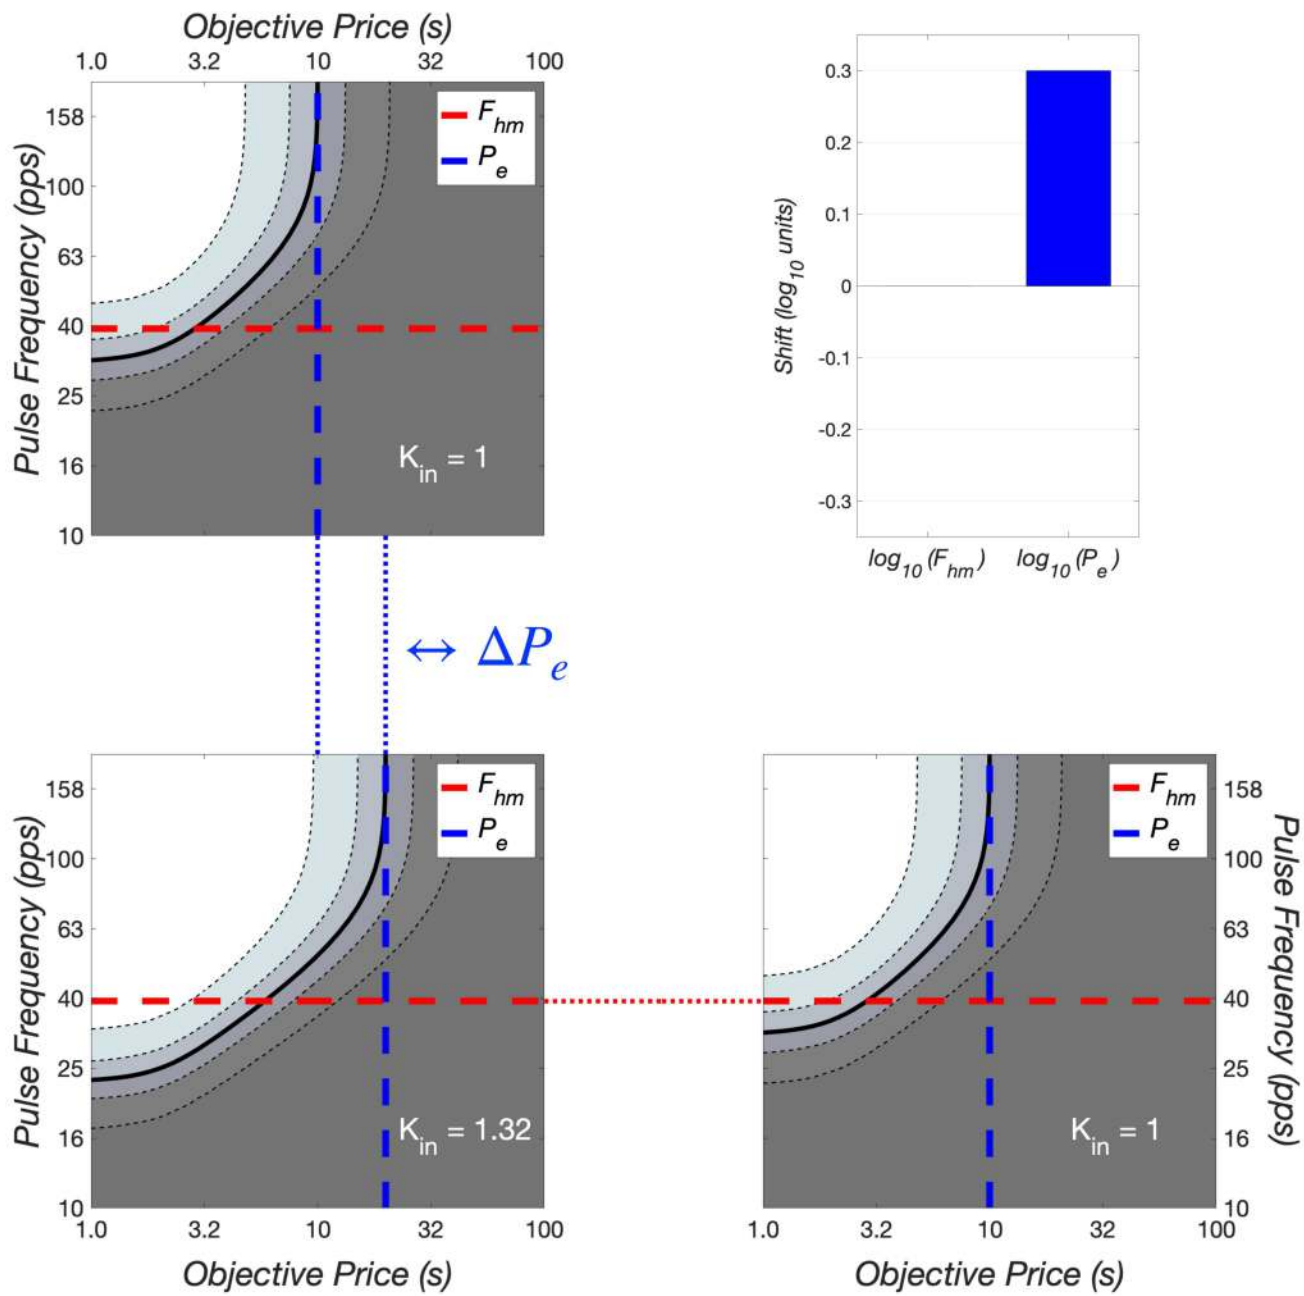 Objective Price (s)
1.0 3.2 10 32 100
Pulse Frequency (pps)
158
100
63
40
25
16
10
F_hm
P_e
K_in = 1
Shift (log_10 units)
0.3
0.2
0.1
0
-0.1
-0.2
-0.3
log_10(F_hm) log_10(P_e)
↔ ΔP_e
Pulse Frequency (pps)
158
100
63
40
25
16
10
F_hm
P_e
K_in = 1.32
1.0 3.2 10 32 100
Objective Price (s)
F_hm
P_e
K_in = 1
158
100
63
40
25
16
10
Pulse Frequency (pps)
1.0 3.2 10 32 100
Objective Price (s)